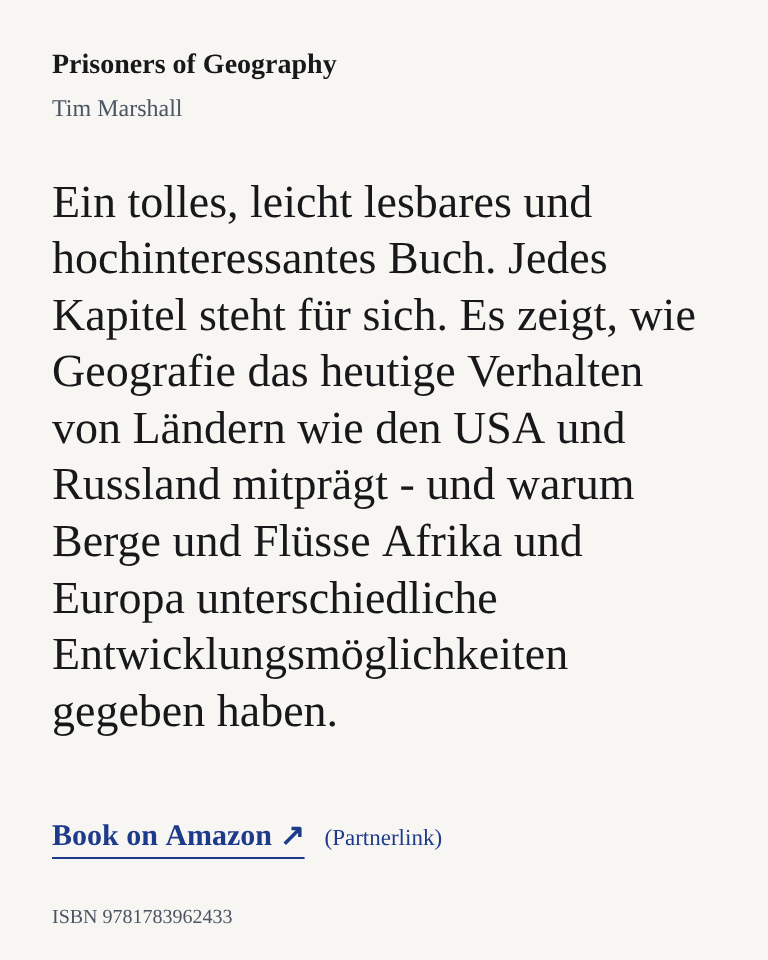 Prisoners of Geography
Tim Marshall
Ein tolles, leicht lesbares und
hochinteressantes Buch. Jedes
Kapitel steht für sich. Es zeigt, wie
Geografie das heutige Verhalten
von Ländern wie den USA und
Russland mitprägt - und warum
Berge und Flüsse Afrika und
Europa unterschiedliche
Entwicklungsmöglichkeiten
gegeben haben.
Book on Amazon ↗ (Partnerlink)
ISBN 9781783962433